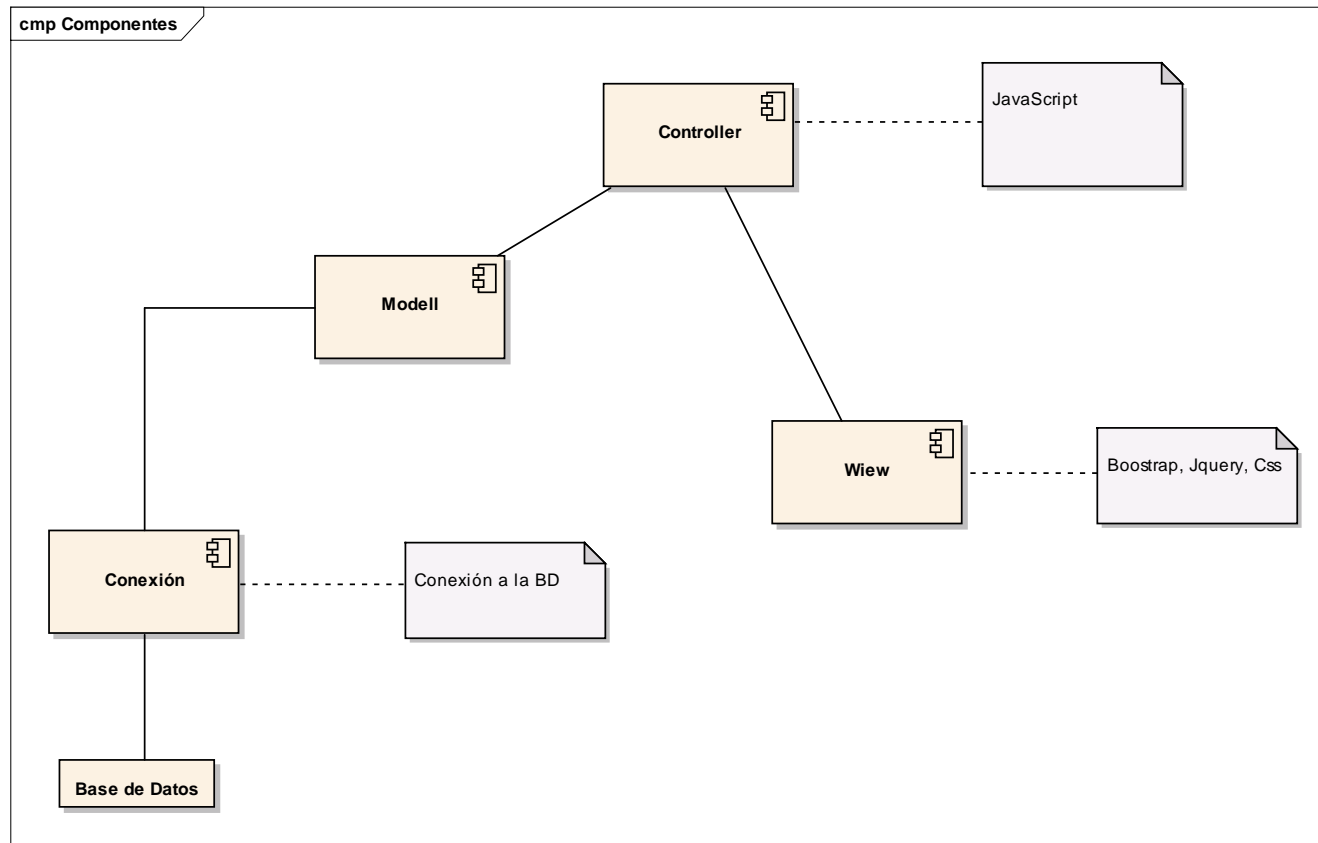 cmp Componentes
Controller
JavaScript
Modell
Wiew
Boostrap, Jquery, Css
Conexión
Conexión a la BD
Base de Datos